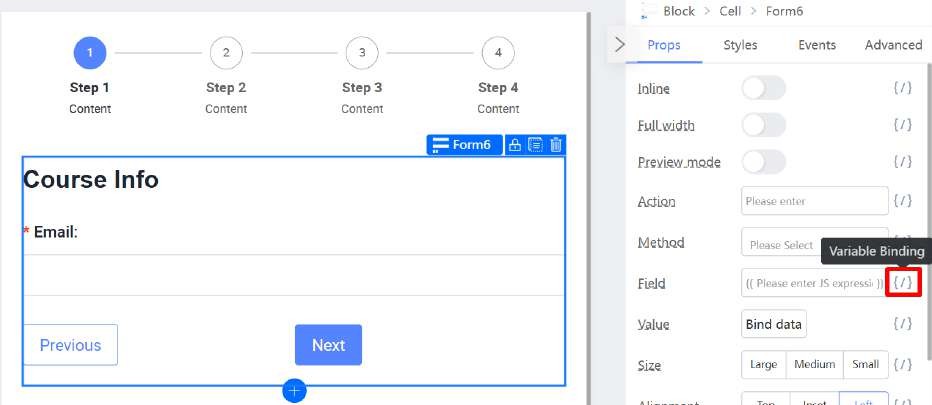 Block > Cell > Form6
Props Styles Events Advanced
1 2 3 4
Step 1 Step 2 Step 3 Step 4
Content Content Content Content
Form6
Course Info
* Email:
Previous Next
+
Inline {/}
Full width {/}
Preview mode {/}
Action Please enter {/}
Method Please Select
Variable Binding
Field {{ Please enter JS expressi }} {/}
Value Bind data {/}
Size Large Medium Small {/}
Alignment Top Inset Left {/}